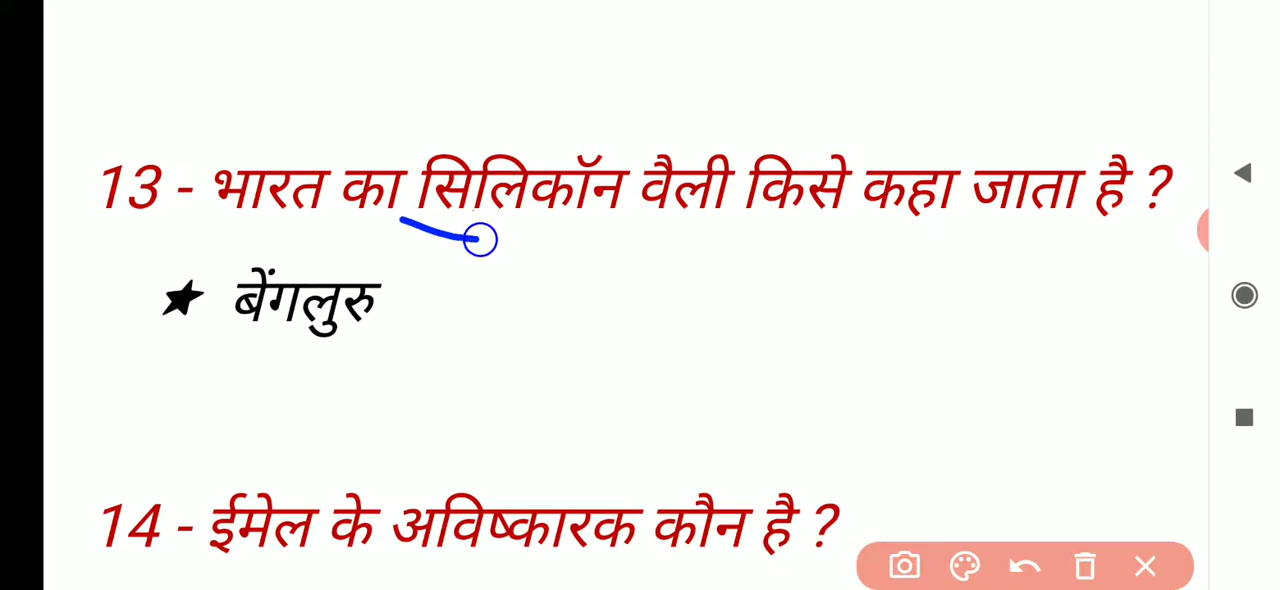 13 - भारत का सिलिकॉन वैली किसे कहा जाता है ?
★ बेंगलुरु
14 - ईमेल के अविष्कारक कौन है ?